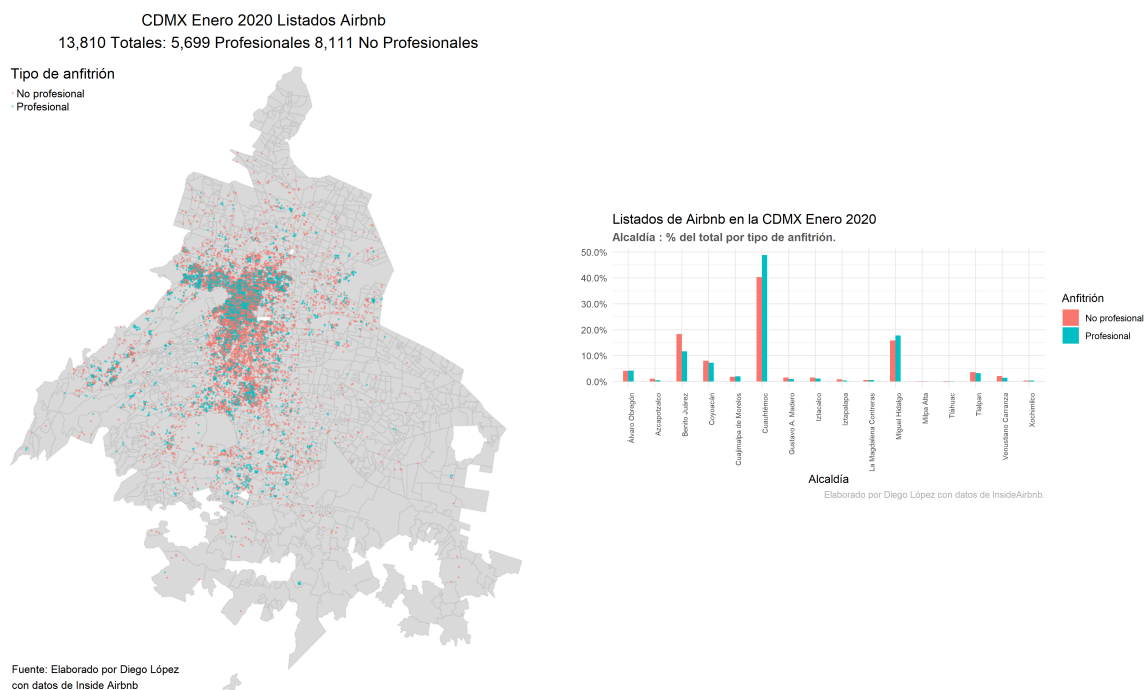 CDMX Enero 2020 Listados Airbnb
13,810 Totales: 5,699 Profesionales 8,111 No Profesionales
Tipo de anfitrión
No profesional
Profesional
Fuente: Elaborado por Diego López
con datos de Inside Airbnb
Listados de Airbnb en la CDMX Enero 2020
Alcaldía : % del total por tipo de anfitrión.
50.0%
40.0%
30.0%
20.0%
10.0%
0.0%
Álvaro Obregón
Azcapotzalco
Benito Juárez
Coyoacán
Cuajimalpa de Morelos
Cuauhtémoc
Gustavo A. Madero
Iztacalco
Iztapalapa
La Magdalena Contreras
Miguel Hidalgo
Milpa Alta
Tláhuac
Tlalpan
Venustiano Carranza
Xochimilco
Alcaldía
Elaborado por Diego López con datos de InsideAirbnb.
Anfitrión
No profesional
Profesional